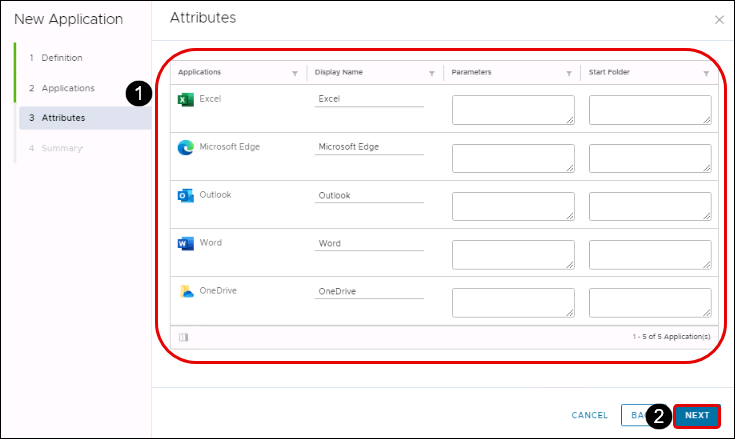 New Application
Attributes
1 Definition
2 Applications
3 Attributes
4 Summary
1
Applications Display Name Parameters Start Folder
Excel Excel
Microsoft Edge Microsoft Edge
Outlook Outlook
Word Word
OneDrive OneDrive
1 - 5 of 5 Application(s)
CANCEL 2 NEXT